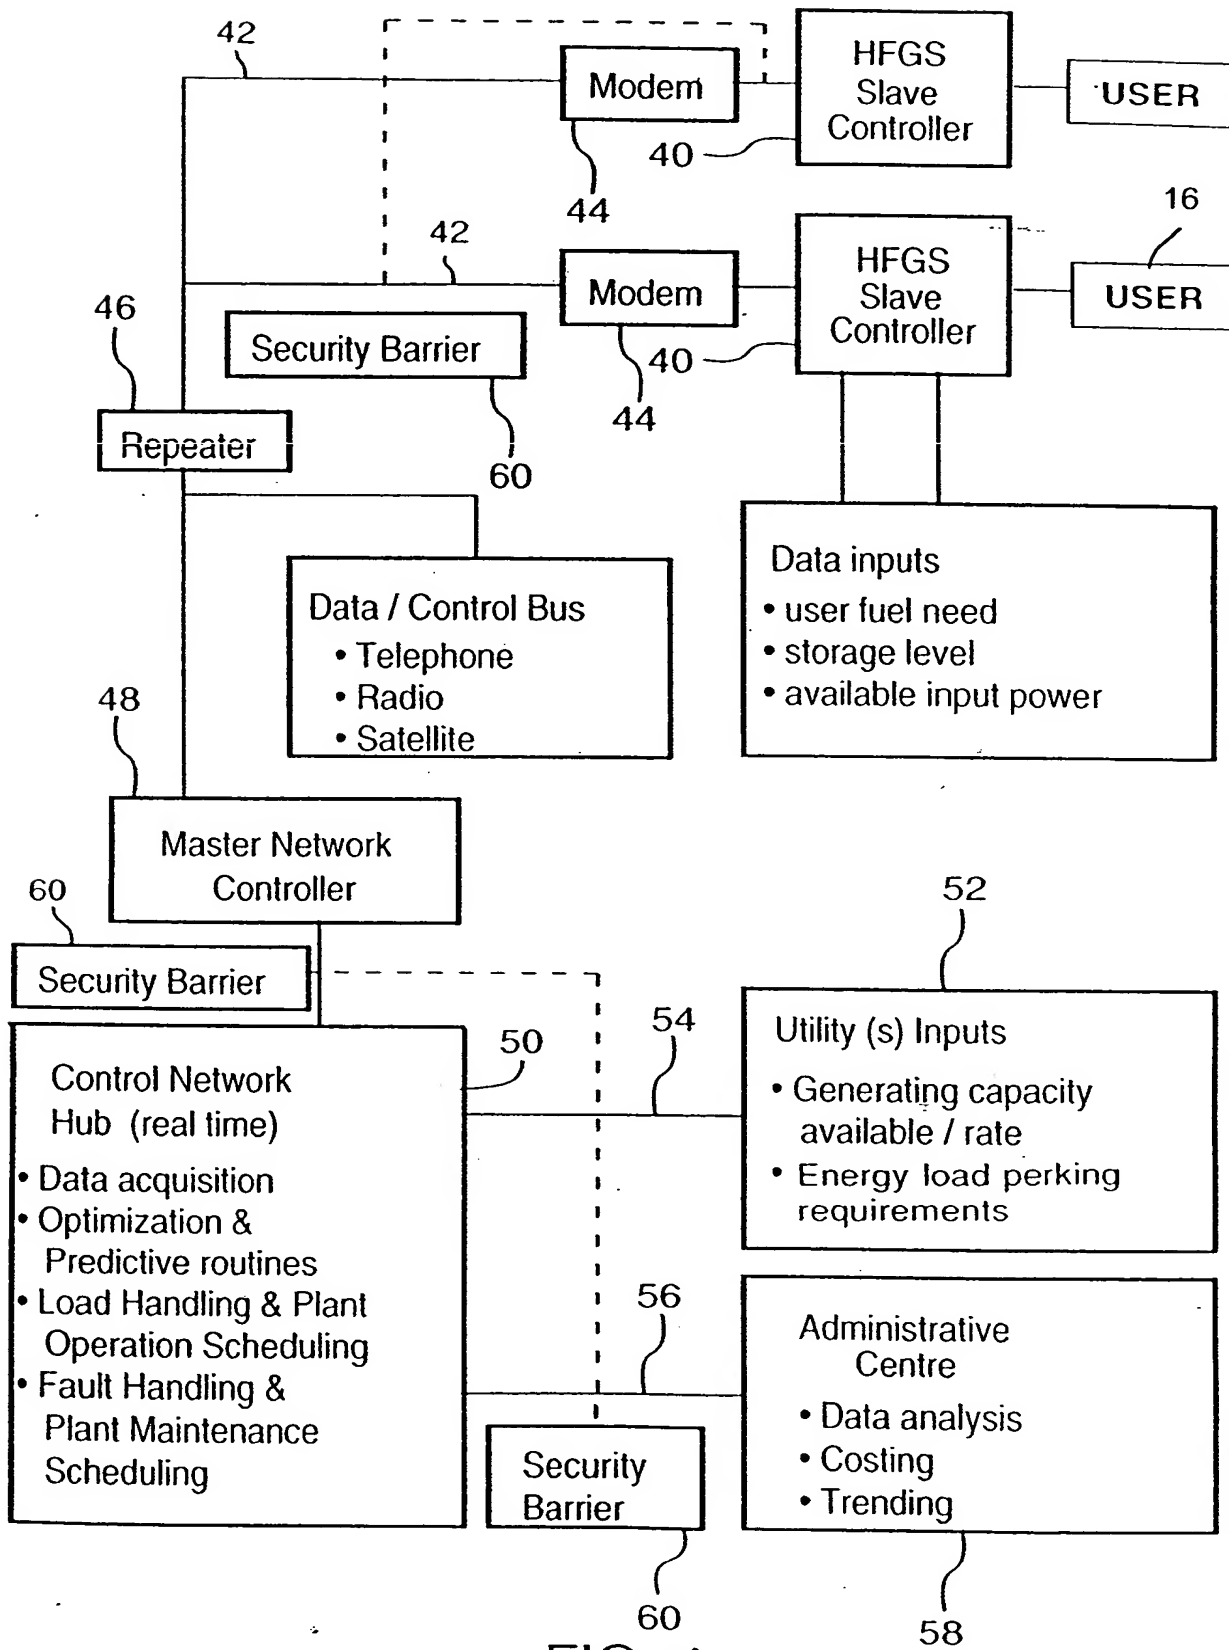 42
Modem
44
HFGS
Slave
Controller
40
USER
42
Modem
44
HFGS
Slave
Controller
40
16
USER
46
Security Barrier
60
Repeater
Data / Control Bus
• Telephone
• Radio
• Satellite
Data inputs
• user fuel need
• storage level
• available input power
48
Master Network
Controller
60
Security Barrier
50
Control Network
Hub (real time)
• Data acquisition
• Optimization &
Predictive routines
• Load Handling & Plant
Operation Scheduling
• Fault Handling &
Plant Maintenance
Scheduling
54
52
Utility (s) Inputs
• Generating capacity
available / rate
• Energy load perking
requirements
56
Administrative
Centre
• Data analysis
• Costing
• Trending
58
Security
Barrier
60